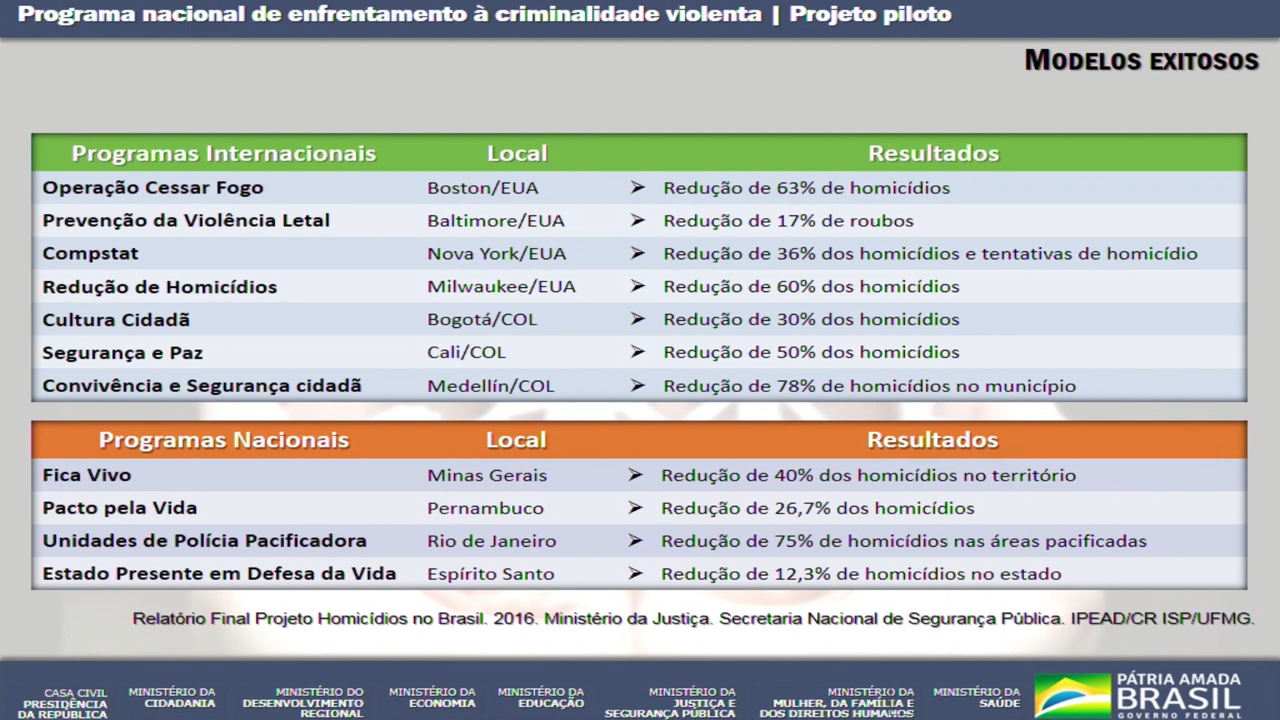 Programa nacional de enfrentamento à criminalidade violenta | Projeto piloto
MODELOS EXITOSOS
Programas Internacionais Local Resultados
Operação Cessar Fogo Boston/EUA ➢ Redução de 63% de homicídios
Prevenção da Violência Letal Baltimore/EUA ➢ Redução de 17% de roubos
Compstat Nova York/EUA ➢ Redução de 36% dos homicídios e tentativas de homicídio
Redução de Homicídios Milwaukee/EUA ➢ Redução de 60% dos homicídios
Cultura Cidadã Bogotá/COL ➢ Redução de 30% dos homicídios
Segurança e Paz Cali/COL ➢ Redução de 50% dos homicídios
Convivência e Segurança cidadã Medellín/COL ➢ Redução de 78% de homicídios no município
Programas Nacionais Local Resultados
Fica Vivo Minas Gerais ➢ Redução de 40% dos homicídios no território
Pacto pela Vida Pernambuco ➢ Redução de 26,7% dos homicídios
Unidades de Polícia Pacificadora Rio de Janeiro ➢ Redução de 75% de homicídios nas áreas pacificadas
Estado Presente em Defesa da Vida Espírito Santo ➢ Redução de 12,3% de homicídios no estado
Relatório Final Projeto Homicídios no Brasil. 2016. Ministério da Justiça. Secretaria Nacional de Segurança Pública. IPEAD/CR ISP/UFMG.
CASA CIVIL
PRESIDÊNCIA
DA REPÚBLICA
MINISTÉRIO DA
CIDADANIA
MINISTÉRIO DO
DESENVOLVIMENTO
REGIONAL
MINISTÉRIO DA
ECONOMIA
MINISTÉRIO DA
EDUCAÇÃO
MINISTÉRIO DA
JUSTIÇA E
SEGURANÇA PÚBLICA
MINISTÉRIO DA
MULHER, DA FAMÍLIA E
DOS DIREITOS HUMANOS
MINISTÉRIO DA
SAÚDE
PÁTRIA AMADA
BRASIL
GOVERNO FEDERAL